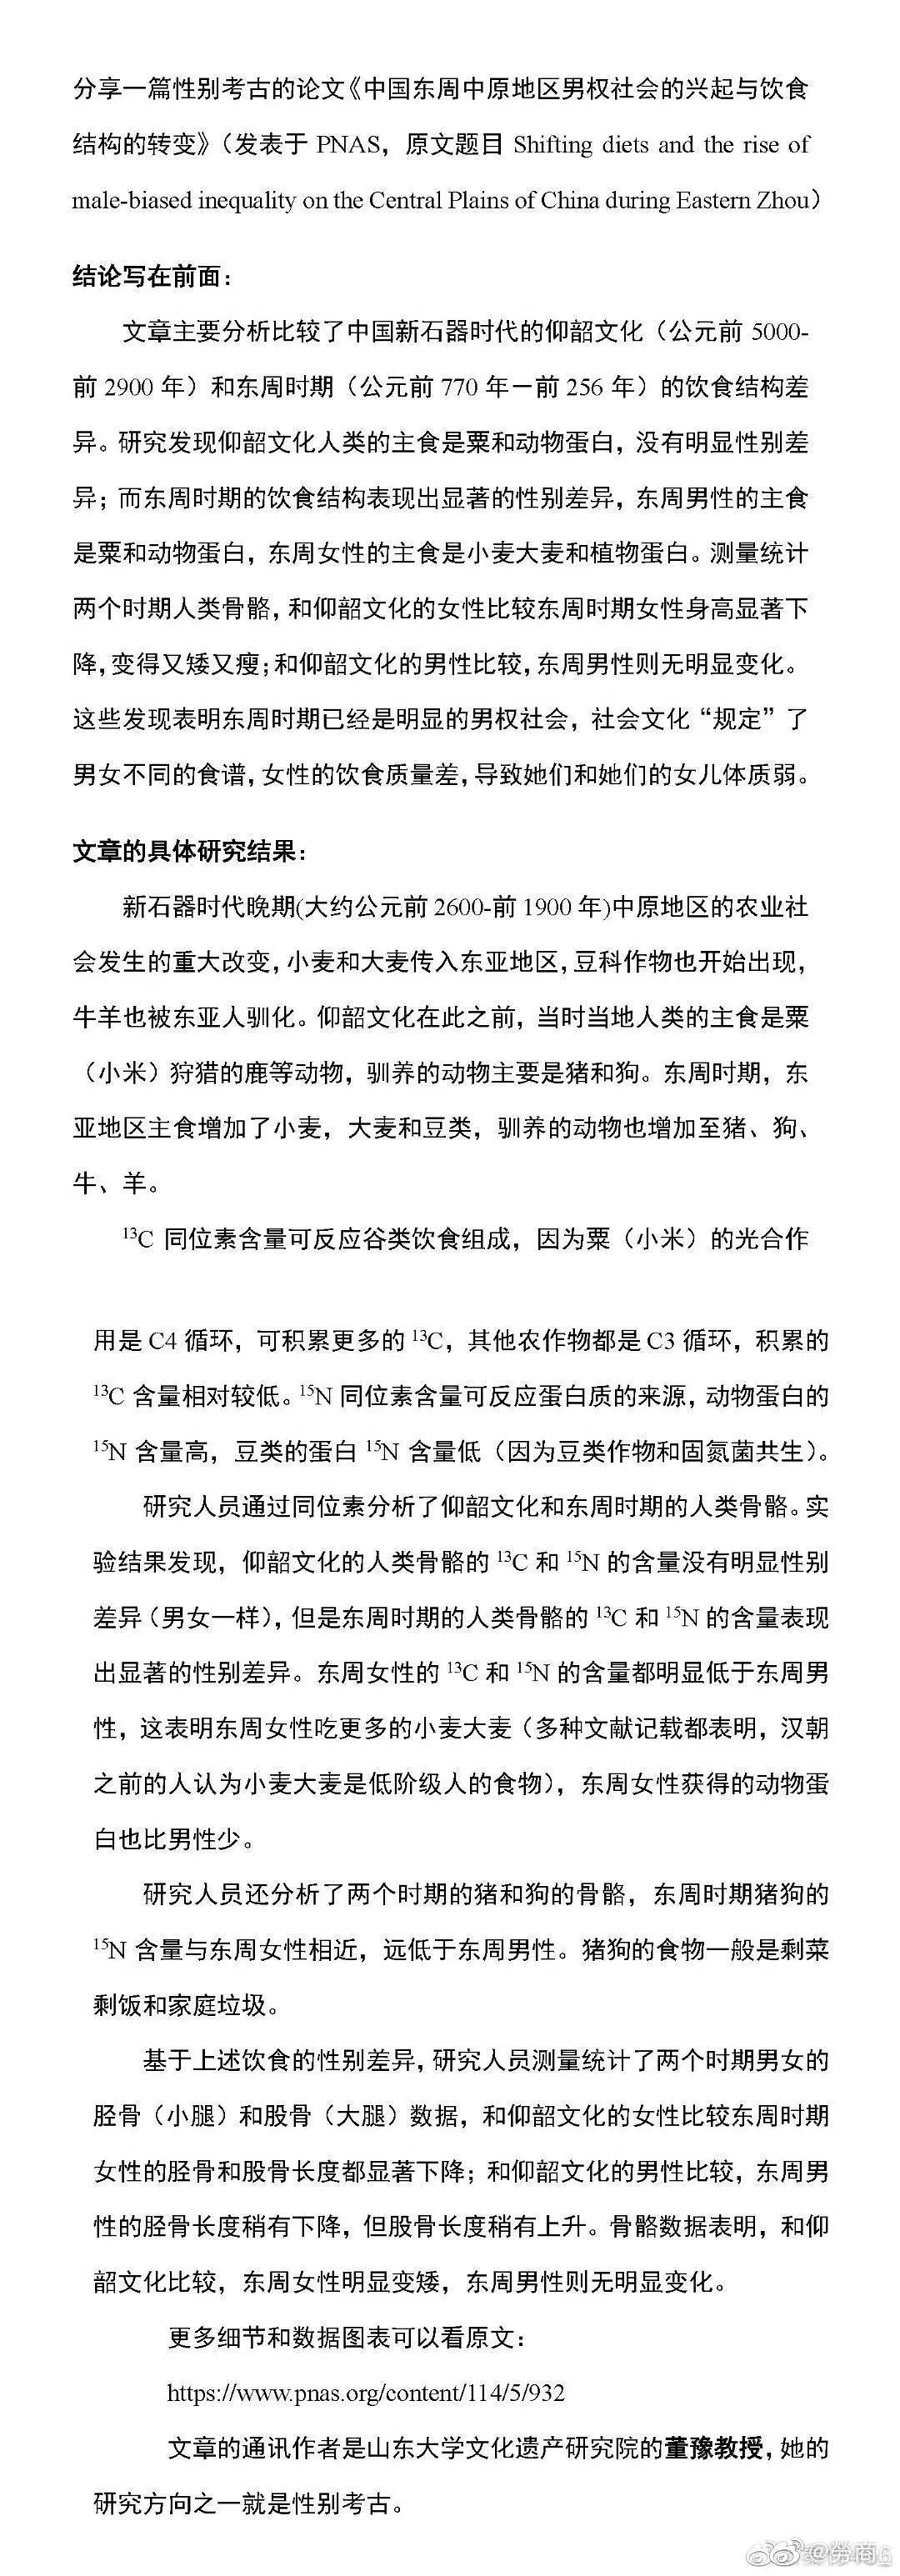 分享一篇性别考古的论文《中国东周中原地区男权社会的兴起与饮食
结构的转变》（发表于 PNAS，原文题目 Shifting diets and the rise of
male-biased inequality on the Central Plains of China during Eastern Zhou）
结论写在前面：
文章主要分析比较了中国新石器时代的仰韶文化（公元前 5000-
前 2900 年）和东周时期（公元前 770 年－前 256 年）的饮食结构差
异。研究发现仰韶文化人类的主食是粟和动物蛋白，没有明显性别差
异；而东周时期的饮食结构表现出显著的性别差异，东周男性的主食
是粟和动物蛋白，东周女性的主食是小麦大麦和植物蛋白。测量统计
两个时期人类骨骼，和仰韶文化的女性比较东周时期女性身高显著下
降，变得又矮又瘦；和仰韶文化的男性比较，东周男性则无明显变化。
这些发现表明东周时期已经是明显的男权社会，社会文化“规定”了
男女不同的食谱，女性的饮食质量差，导致她们和她们的女儿体质弱。
文章的具体研究结果：
新石器时代晚期(大约公元前 2600-前 1900 年)中原地区的农业社
会发生的重大改变，小麦和大麦传入东亚地区，豆科作物也开始出现，
牛羊也被东亚人驯化。仰韶文化在此之前，当时当地人类的主食是粟
（小米）狩猎的鹿等动物，驯养的动物主要是猪和狗。东周时期，东
亚地区主食增加了小麦，大麦和豆类，驯养的动物也增加至猪、狗、
牛、羊。
¹³C 同位素含量可反应谷类饮食组成，因为粟（小米）的光合作
用是 C4 循环，可积累更多的 ¹³C，其他农作物都是 C3 循环，积累的
¹³C 含量相对较低。¹⁵N 同位素含量可反应蛋白质的来源，动物蛋白的
¹⁵N 含量高，豆类的蛋白 ¹⁵N 含量低（因为豆类作物和固氮菌共生）。
研究人员通过同位素分析了仰韶文化和东周时期的人类骨骼。实
验结果发现，仰韶文化的人类骨骼的 ¹³C 和 ¹⁵N 的含量没有明显性别
差异（男女一样），但是东周时期的人类骨骼的 ¹³C 和 ¹⁵N 的含量表现
出显著的性别差异。东周女性的 ¹³C 和 ¹⁵N 的含量都明显低于东周男
性，这表明东周女性吃更多的小麦大麦（多种文献记载都表明，汉朝
之前的人认为小麦大麦是低阶级人的食物），东周女性获得的动物蛋
白也比男性少。
研究人员还分析了两个时期的猪和狗的骨骼，东周时期猪狗的
¹⁵N 含量与东周女性相近，远低于东周男性。猪狗的食物一般是剩菜
剩饭和家庭垃圾。
基于上述饮食的性别差异，研究人员测量统计了两个时期男女的
胫骨（小腿）和股骨（大腿）数据，和仰韶文化的女性比较东周时期
女性的胫骨和股骨长度都显著下降；和仰韶文化的男性比较，东周男
性的胫骨长度稍有下降，但股骨长度稍有上升。骨骼数据表明，和仰
韶文化比较，东周女性明显变矮，东周男性则无明显变化。
更多细节和数据图表可以看原文：
https://www.pnas.org/content/114/5/932
文章的通讯作者是山东大学文化遗产研究院的董豫教授，她的
研究方向之一就是性别考古。
@勞商